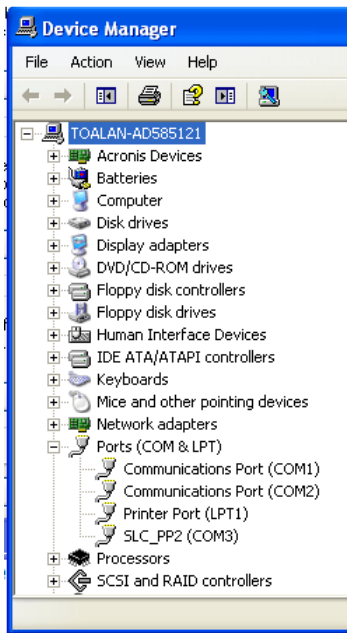 Device Manager
File Action View Help
TOALAN-AD585121
Acronis Devices
Batteries
Computer
Disk drives
Display adapters
DVD/CD-ROM drives
Floppy disk controllers
Floppy disk drives
Human Interface Devices
IDE ATA/ATAPI controllers
Keyboards
Mice and other pointing devices
Network adapters
Ports (COM & LPT)
Communications Port (COM1)
Communications Port (COM2)
Printer Port (LPT1)
SLC_PP2 (COM3)
Processors
SCSI and RAID controllers